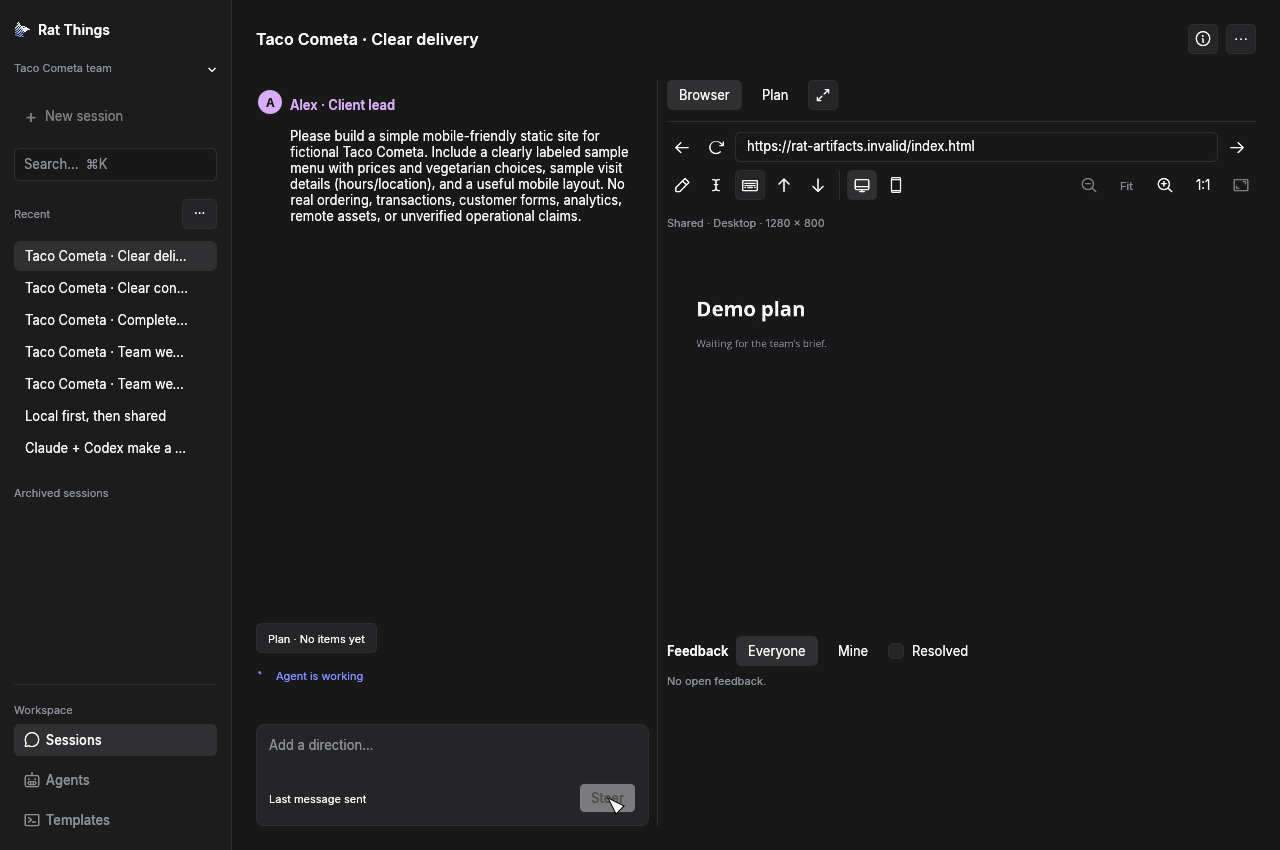 Rat Things
Taco Cometa team
+ New session
Search... ⌘K
Recent
...
Taco Cometa · Clear deli...
Taco Cometa · Clear con...
Taco Cometa · Complete...
Taco Cometa · Team we...
Taco Cometa · Team we...
Local first, then shared
Claude + Codex make a ...
Archived sessions
Workspace
Sessions
Agents
Templates
Taco Cometa · Clear delivery
A
Alex · Client lead
Please build a simple mobile-friendly static site for
fictional Taco Cometa. Include a clearly labeled sample
menu with prices and vegetarian choices, sample visit
details (hours/location), and a useful mobile layout. No
real ordering, transactions, customer forms, analytics,
remote assets, or unverified operational claims.
Plan · No items yet
Agent is working
Add a direction...
Last message sent
Steer
Browser
Plan
https://rat-artifacts.invalid/index.html
Fit
1:1
Shared · Desktop · 1280 × 800
Demo plan
Waiting for the team's brief.
Feedback
Everyone
Mine
Resolved
No open feedback.